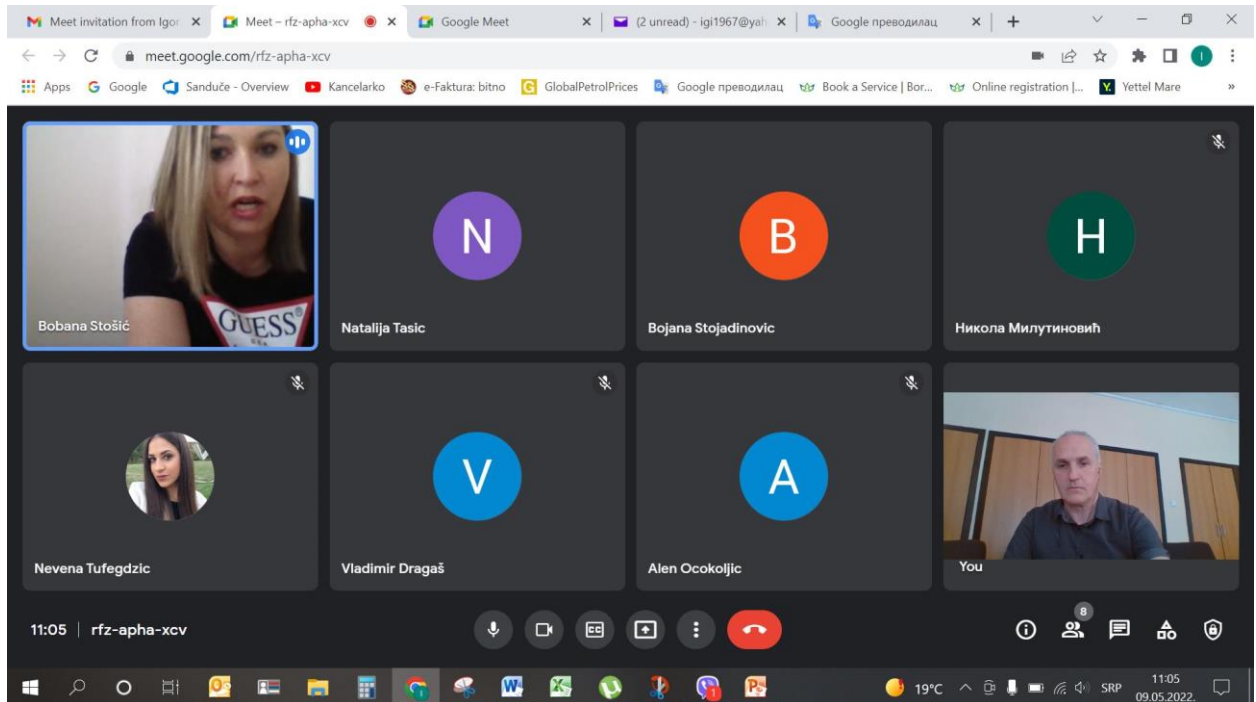 Meet invitation from Igor
Meet – rfz-apha-xcv
Google Meet
(2 unread) - igi1967@yah
Google преводилац
meet.google.com/rfz-apha-xcv
I
Apps
Google
Sanduče - Overview
Kancelarko
e-Faktura: bitno
GlobalPetrolPrices
Google преводилац
Book a Service | Bor...
Online registration |...
Yettel Mare
»
GUESS®
USA
Bobana Stošić
N
Natalija Tasic
B
Bojana Stojadinovic
Н
Никола Милутиновић
Nevena Tufegdzic
V
Vladimir Dragaš
A
Alen Ocokoljic
You
11:05 | rfz-apha-xcv
CC
8
19°C
SRP
11:05
09.05.2022.